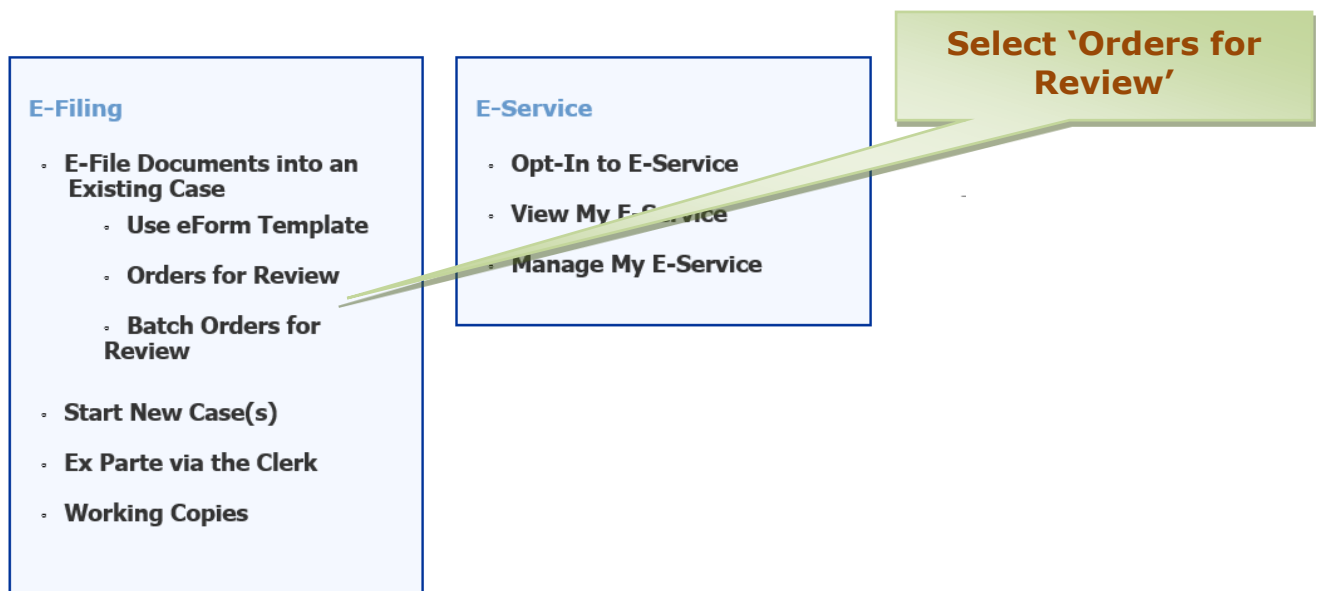 Select ‘Orders for
Review’
E-Filing
◦ E-File Documents into an
Existing Case
◦ Use eForm Template
◦ Orders for Review
◦ Batch Orders for
Review
◦ Start New Case(s)
◦ Ex Parte via the Clerk
◦ Working Copies
E-Service
◦ Opt-In to E-Service
◦ View My E-Service
◦ Manage My E-Service